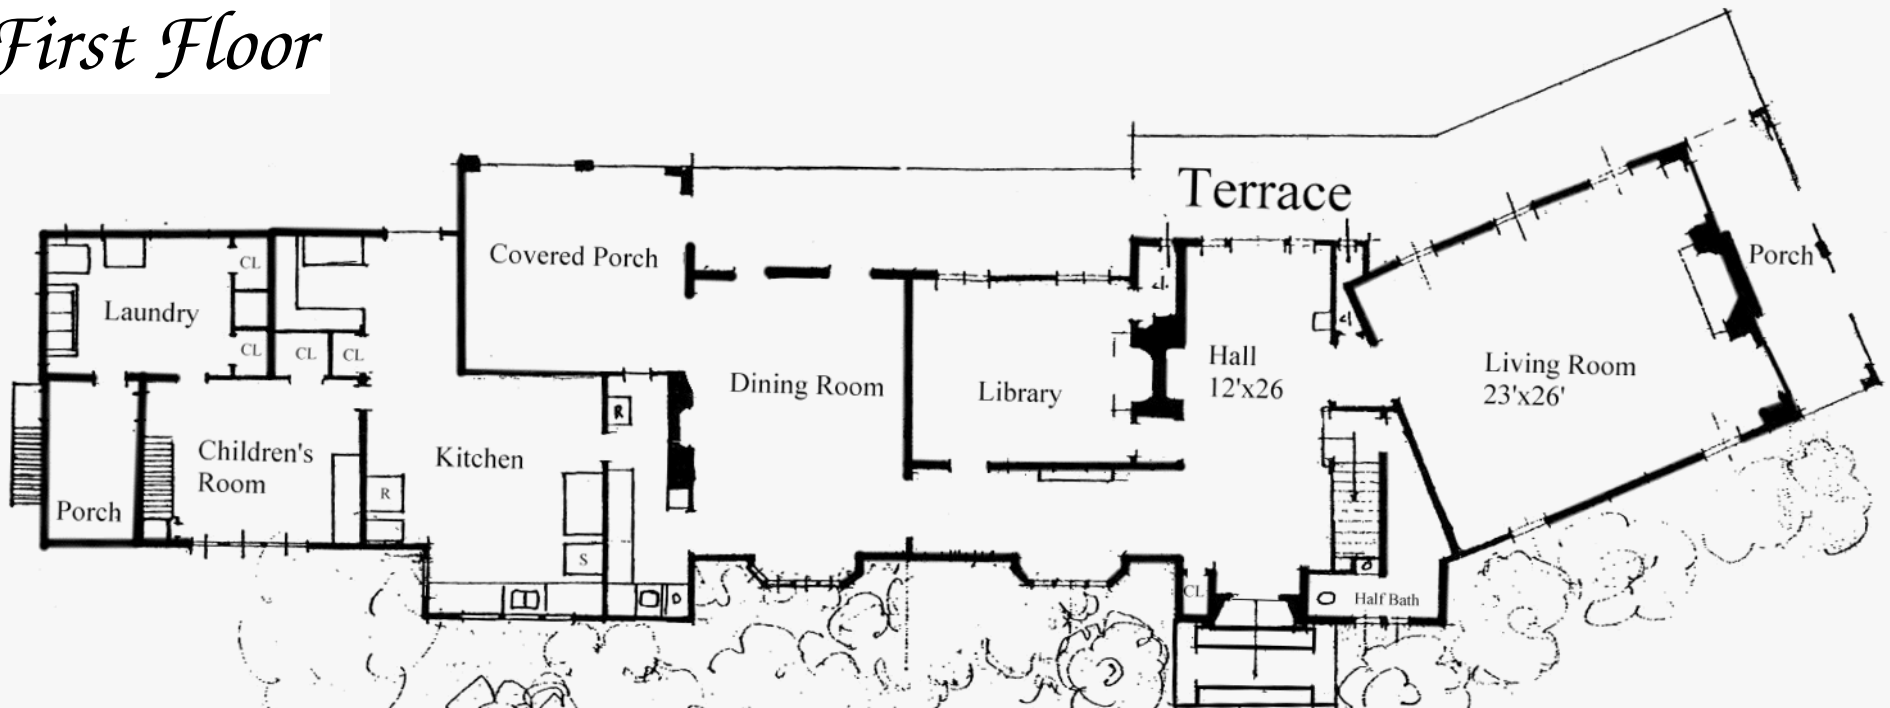 First Floor
Terrace
Covered Porch
Porch
CL
Laundry
CL
CL
CL
Hall
12'x26
Living Room
23'x26'
Dining Room
Library
R
Children's
Room
Kitchen
R
Porch
S
D
CL
Half Bath